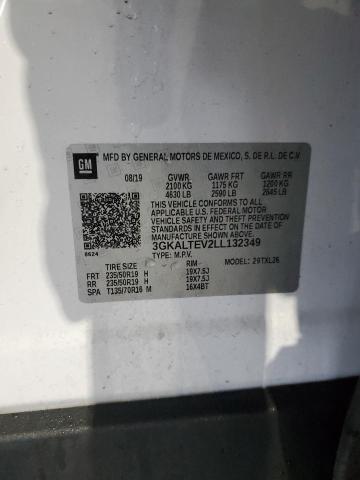 GM
MFD BY GENERAL MOTORS DE MEXICO, S. DE R.L. DE C.V
08/19 GVWR GAWR FRT GAWR RR
2100 KG 1175 KG 1200 KG
4630 LB 2590 LB 2645 LB
THIS VEHICLE CONFORMS TO ALL
APPLICABLE U.S. FEDERAL MOTOR
VEHICLE SAFETY AND THEFT PREVENTION
STANDARDS IN EFFECT ON THE DATE OF
MANUFACTURE SHOWN ABOVE.
8624 3GKALTEV2LL132349
TYPE: M.P.V. MODEL: 29TXL26
TIRE SIZE RIM
FRT 235/50R19 H 19X7.5J
RR 235/50R19 H 19X7.5J
SPA T135/70R16 M 16X4BT